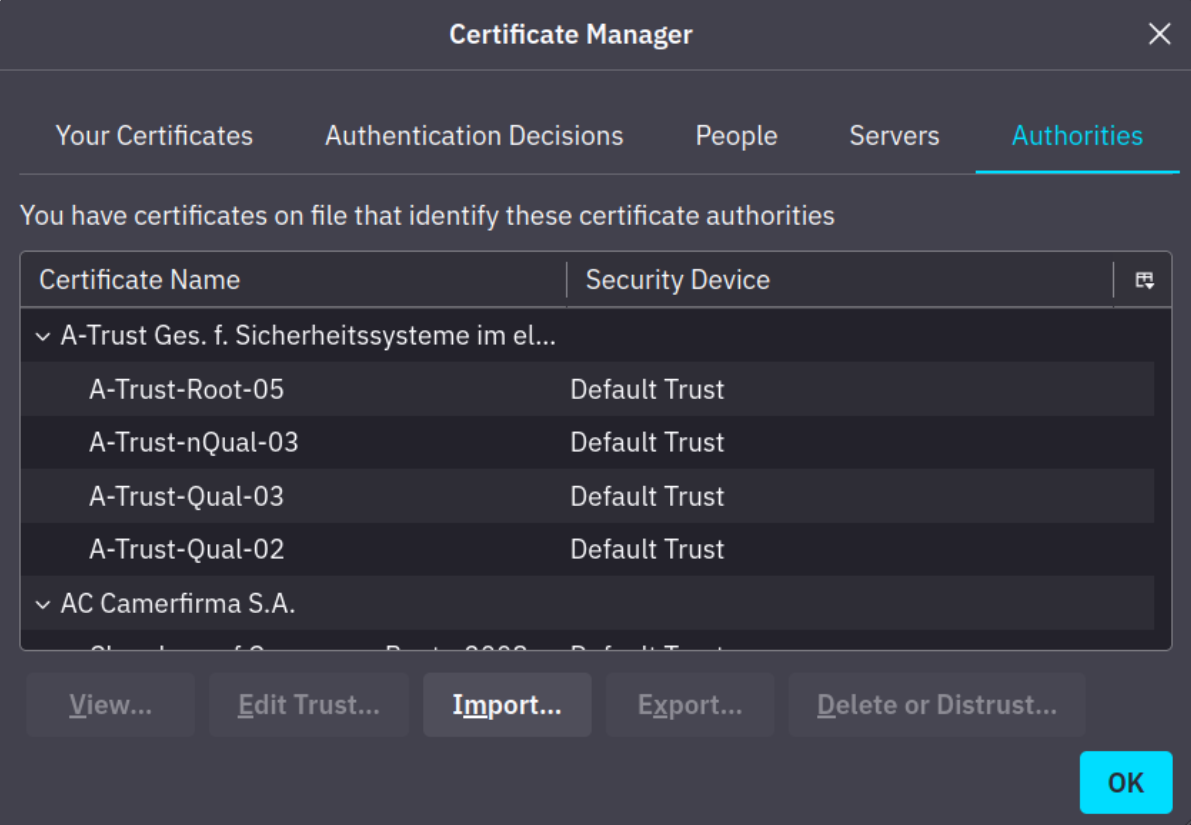 Certificate Manager
Your Certificates Authentication Decisions People Servers Authorities
You have certificates on file that identify these certificate authorities
Certificate Name Security Device
A-Trust Ges. f. Sicherheitssysteme im el...
A-Trust-Root-05 Default Trust
A-Trust-nQual-03 Default Trust
A-Trust-Qual-03 Default Trust
A-Trust-Qual-02 Default Trust
AC Camerfirma S.A.
View... Edit Trust... Import... Export... Delete or Distrust...
OK